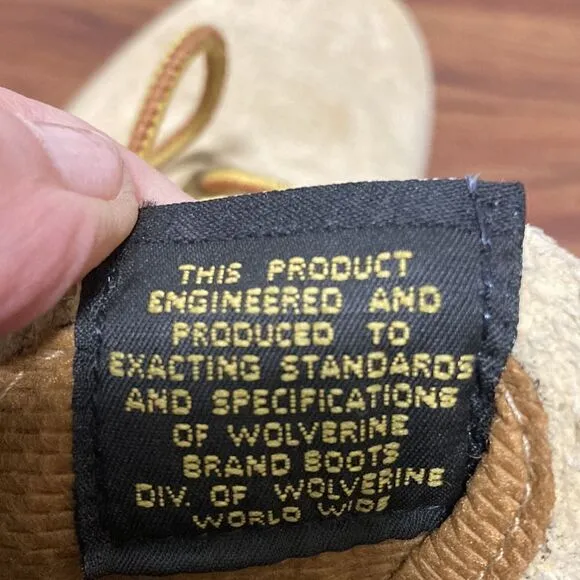 THIS PRODUCT
ENGINEERED AND
PRODUCED TO
EXACTING STANDARDS
AND SPECIFICATIONS
OF WOLVERINE
BRAND BOOTS
DIV. OF WOLVERINE
WORLD WIDE